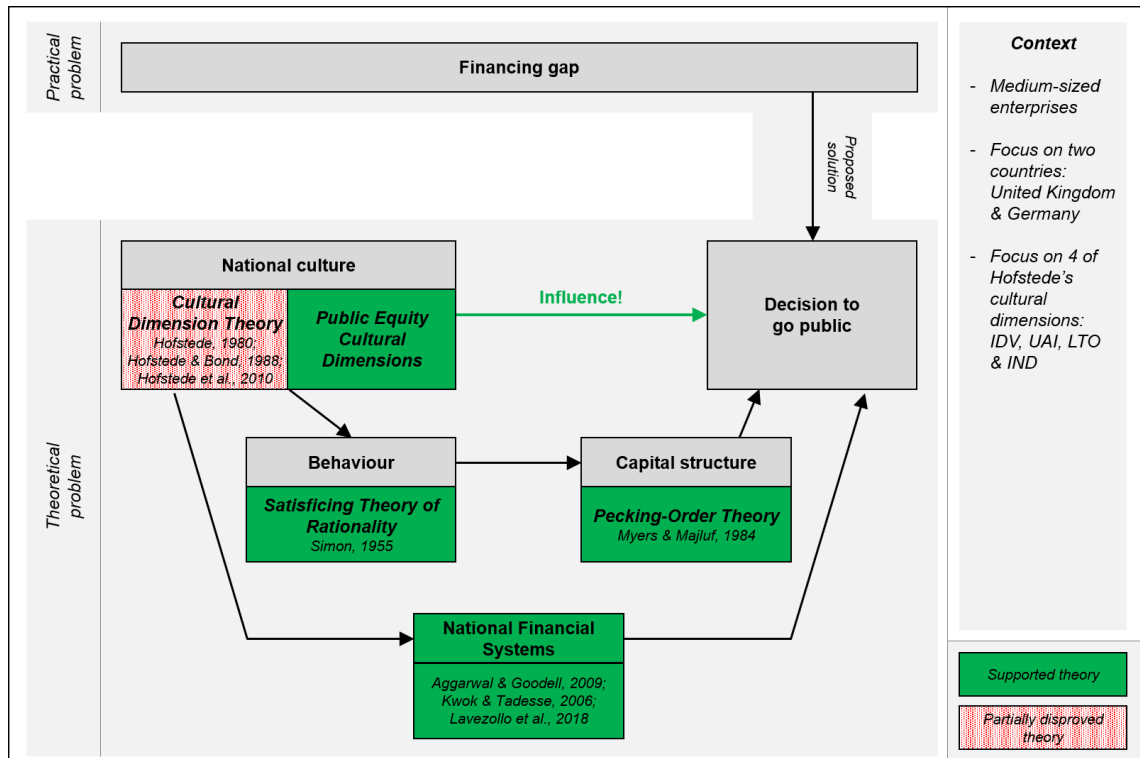 Practical
problem
Financing gap
Proposed
solution
Theoretical
problem
National culture
Cultural
Dimension Theory
Hofstede, 1980;
Hofstede & Bond, 1988;
Hofstede et al., 2010
Public Equity
Cultural
Dimensions
Influence!
Decision to
go public
Behaviour
Satisficing Theory of
Rationality
Simon, 1955
Capital structure
Pecking-Order Theory
Myers & Majluf, 1984
National Financial
Systems
Aggarwal & Goodell, 2009;
Kwok & Tadesse, 2006;
Lavezollo et al., 2018
Context
- Medium-sized
enterprises
- Focus on two
countries:
United Kingdom
& Germany
- Focus on 4 of
Hofstede's
cultural
dimensions:
IDV, UAI, LTO
& IND
Supported theory
Partially disproved
theory